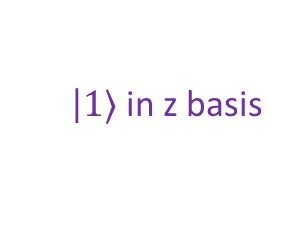 |1⟩ in z basis